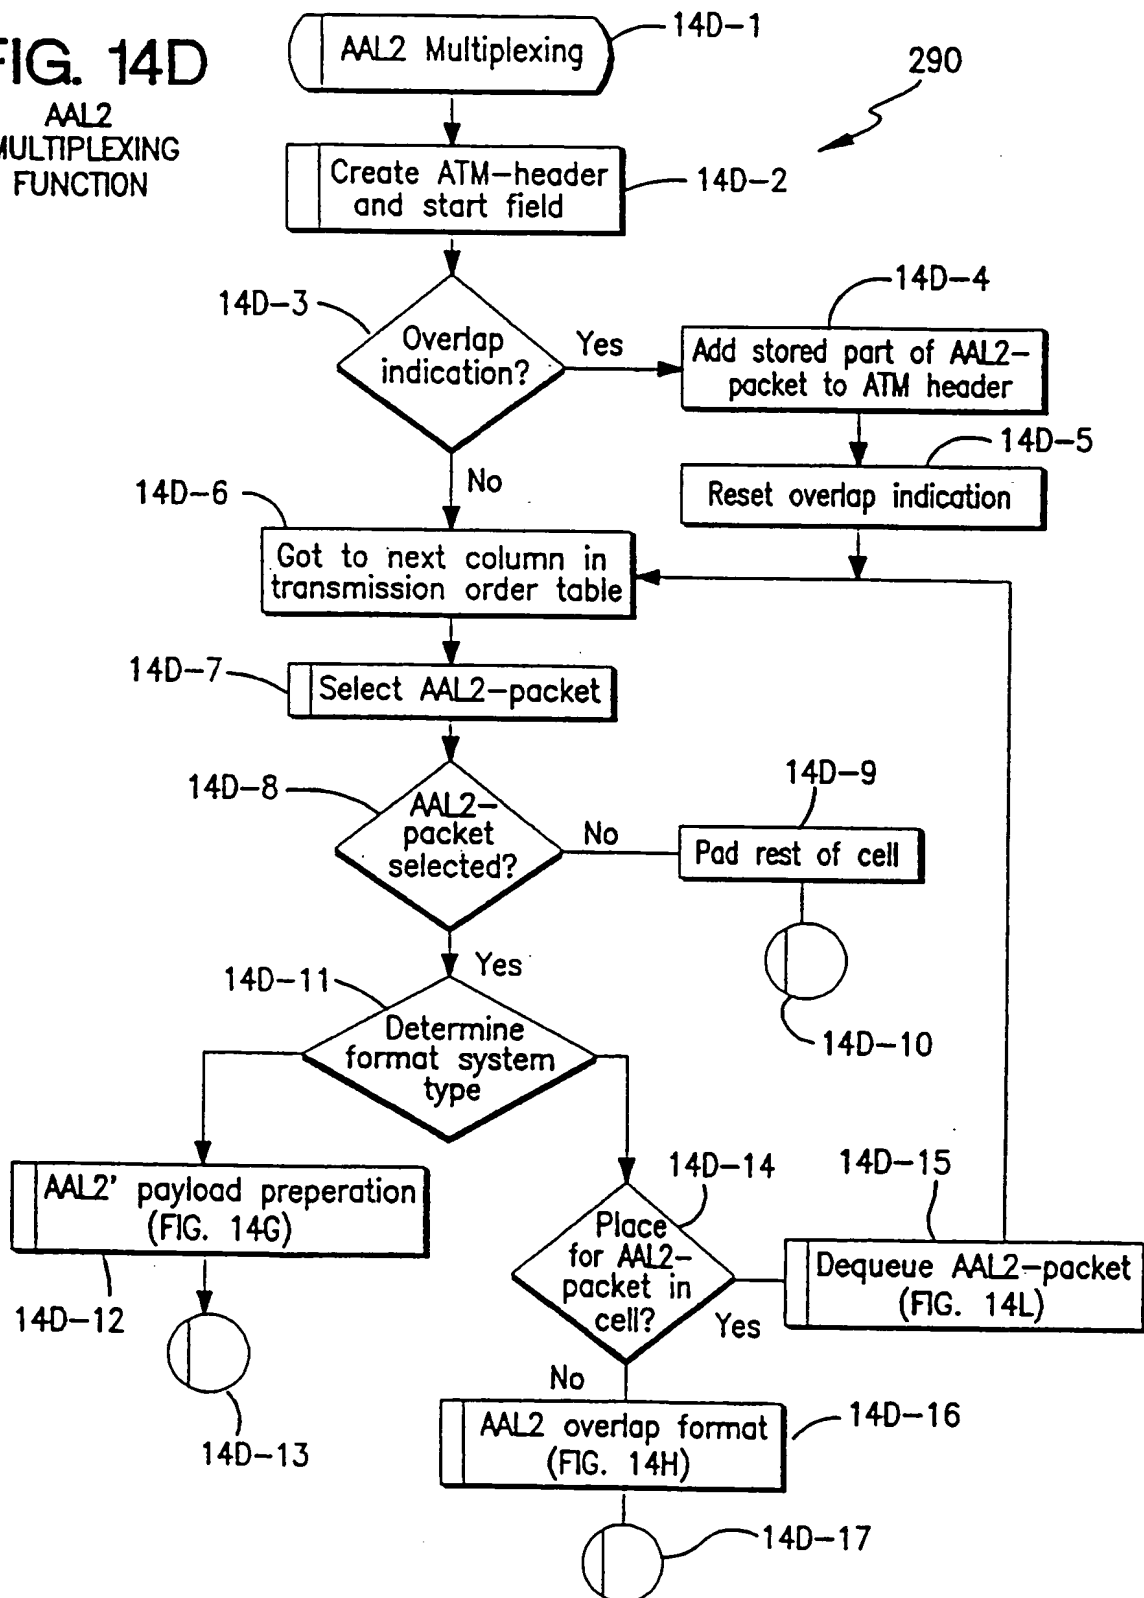 FIG. 14D
AAL2
MULTIPLEXING
FUNCTION
AAL2 Multiplexing
14D-1
290
Create ATM-header
and start field
14D-2
14D-3
Overlap
indication?
Yes
No
14D-4
Add stored part of AAL2-
packet to ATM header
14D-5
Reset overlap indication
14D-6
Got to next column in
transmission order table
14D-7
Select AAL2-packet
14D-8
AAL2-
packet
selected?
No
Yes
14D-9
Pad rest of cell
14D-10
14D-11
Determine
format system
type
AAL2' payload preperation
(FIG. 14G)
14D-12
14D-13
14D-14
Place
for AAL2-
packet in
cell?
Yes
No
14D-15
Dequeue AAL2-packet
(FIG. 14L)
AAL2 overlap format
(FIG. 14H)
14D-16
14D-17